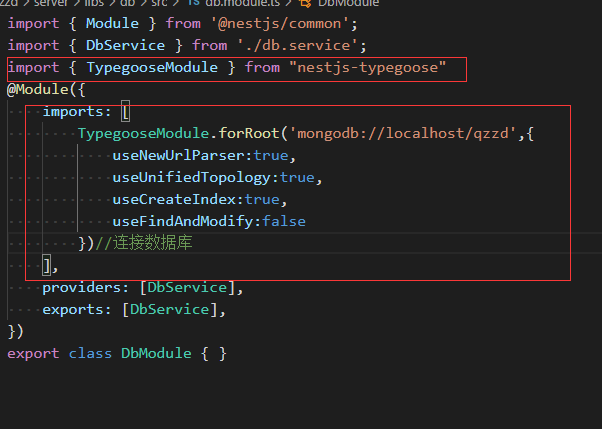 zzd > server > libs > db > src > TS db.module.ts > DbModule
import { Module } from '@nestjs/common';
import { DbService } from './db.service';
import { TypegooseModule } from "nestjs-typegoose"
@Module({
    imports: [
        TypegooseModule.forRoot('mongodb://localhost/qzzd',{
            useNewUrlParser:true,
            useUnifiedTopology:true,
            useCreateIndex:true,
            useFindAndModify:false
        })//连接数据库
    ],
    providers: [DbService],
    exports: [DbService],
})
export class DbModule { }